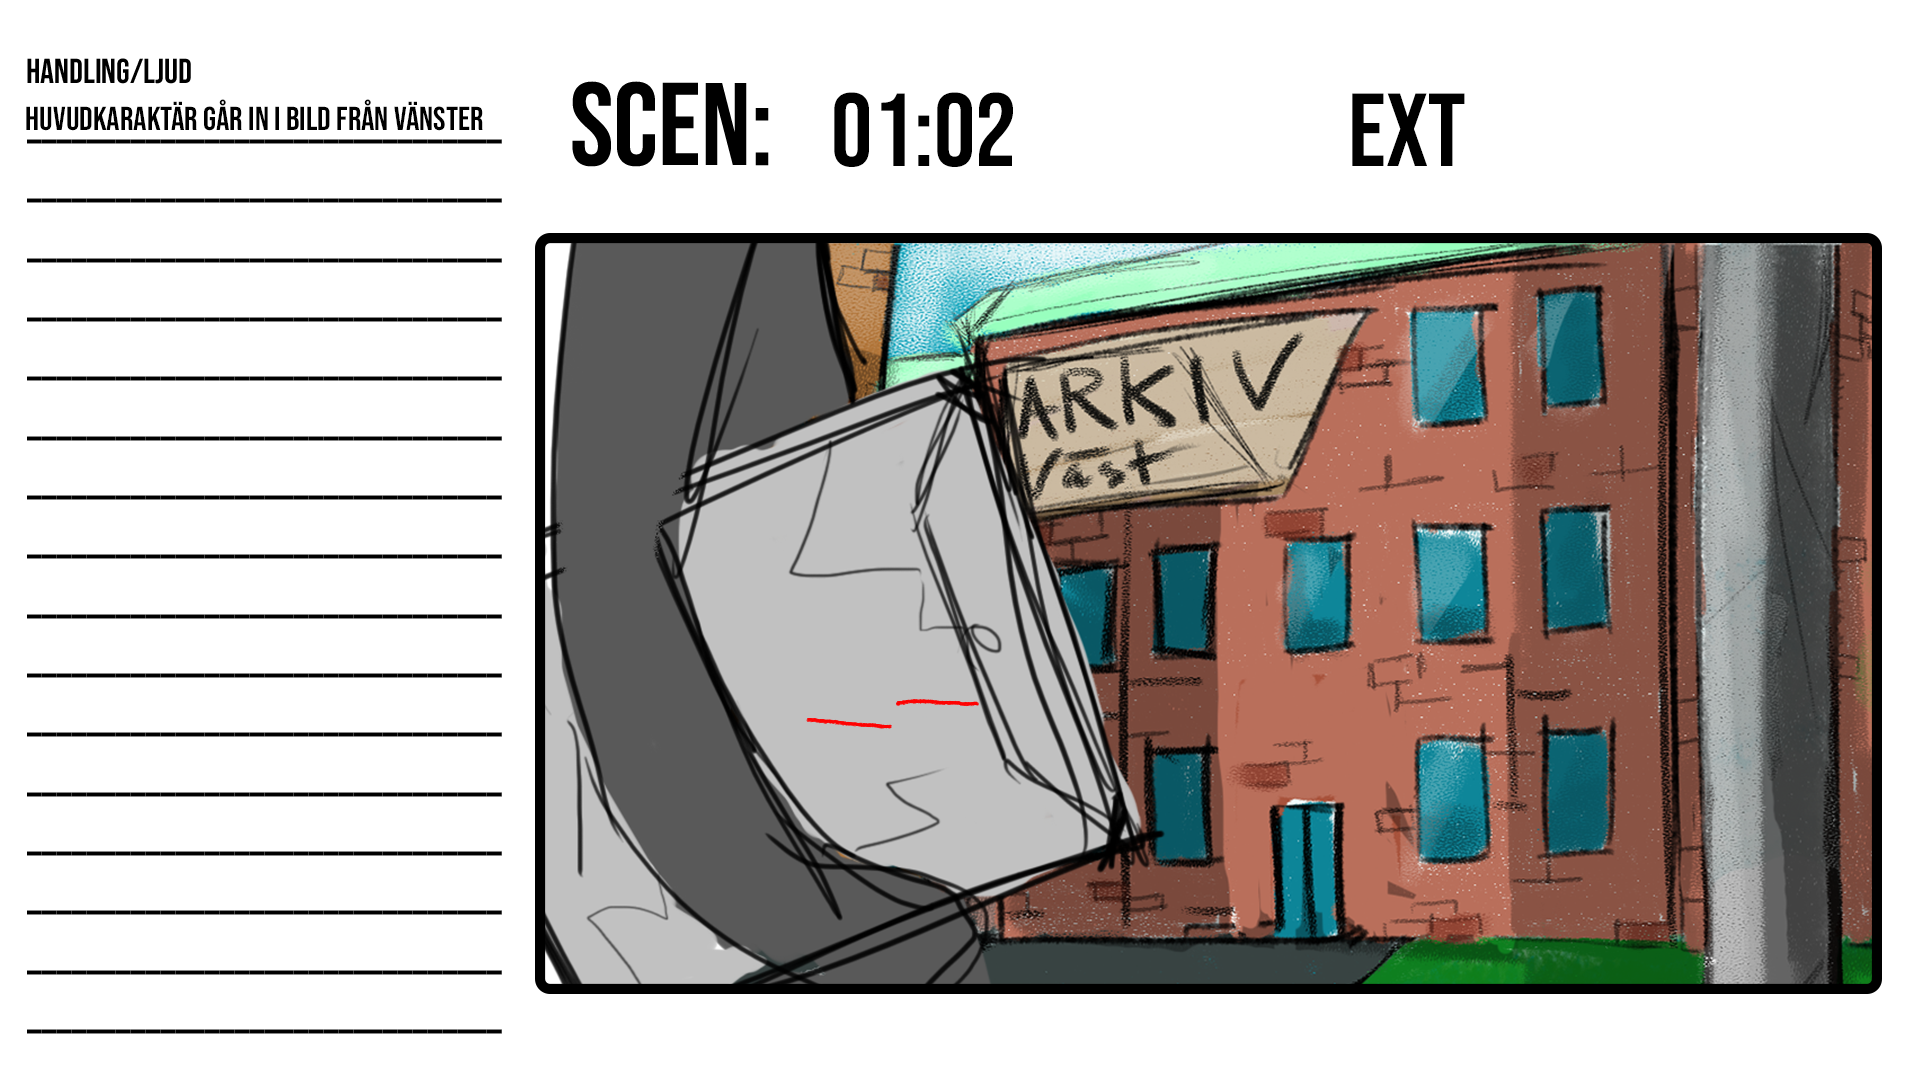 HANDLING/LJUD
HUVUDKARAKTÄR GÅR IN I BILD FRÅN VÄNSTER
SCEN: 01:02 EXT
ARKIV
Väst